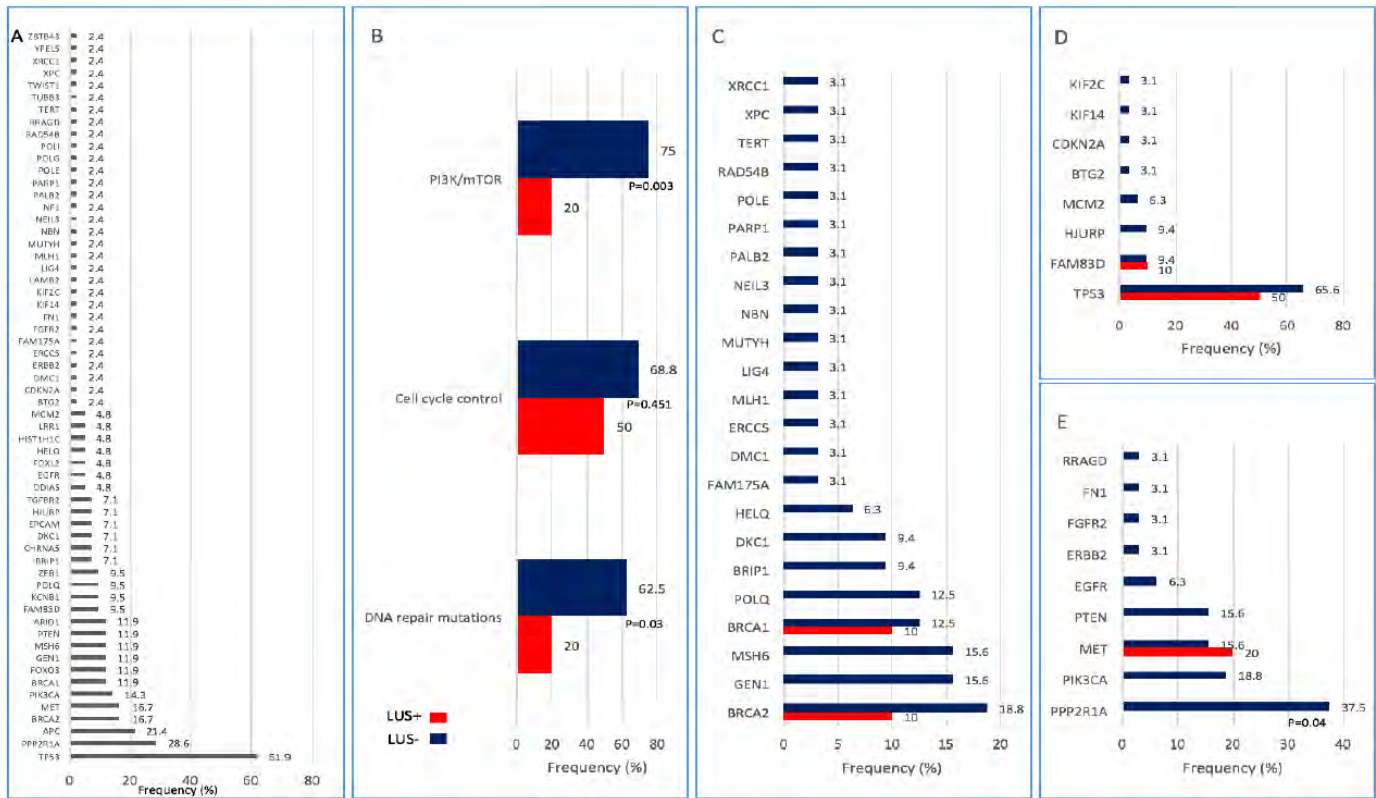 A
ZBTB43 2.4
YPEL5 2.4
XRCC1 2.4
XPC 2.4
TWIST1 2.4
TUBB3 2.4
TERT 2.4
RRAGD 2.4
RAD54B 2.4
POLI 2.4
POLG 2.4
POLE 2.4
PARP1 2.4
PALB2 2.4
NF1 2.4
NEIL3 2.4
NBN 2.4
MUTYH 2.4
MLH1 2.4
LIG4 2.4
LAMB2 2.4
KIF2C 2.4
KIF14 2.4
FN1 2.4
FGFR2 2.4
FAM175A 2.4
ERCC5 2.4
ERBB2 2.4
DMC1 2.4
CDKN2A 2.4
BTG2 2.4
MCM2 4.8
LRR1 4.8
HIST1H1C 4.8
HELQ 4.8
FOXL2 4.8
EGFR 4.8
DDIAS 4.8
TGFBR2 7.1
HJURP 7.1
EPCAM 7.1
DKC1 7.1
CHRNA5 7.1
BRIP1 7.1
ZEB1 9.5
POLQ 9.5
KCNB1 9.5
FAM83D 9.5
ARID1 11.9
PTEN 11.9
MSH6 11.9
GEN1 11.9
FOXO3 11.9
BRCA1 11.9
PIK3CA 14.3
MET 16.7
BRCA2 16.7
APC 21.4
PPP2R1A 28.6
TP53 61.9
0 20 40 60 80
Frequency (%)
B
PI3K/mTOR 75
P=0.003
20
Cell cycle control 68.8
P=0.451
50
DNA repair mutations 62.5
P=0.03
20
LUS+
LUS-
0 20 40 60 80
Frequency (%)
C
XRCC1 3.1
XPC 3.1
TERT 3.1
RAD54B 3.1
POLE 3.1
PARP1 3.1
PALB2 3.1
NEIL3 3.1
NBN 3.1
MUTYH 3.1
LIG4 3.1
MLH1 3.1
ERCC5 3.1
DMC1 3.1
FAM175A 3.1
HELQ 6.3
DKC1 9.4
BRIP1 9.4
POLQ 12.5
BRCA1 12.5
10
MSH6 15.6
GEN1 15.6
BRCA2 18.8
10
0 5 10 15 20
Frequency (%)
D
KIF2C 3.1
KIF14 3.1
CDKN2A 3.1
BTG2 3.1
MCM2 6.3
HJURP 9.4
FAM83D 9.4
10
TP53 65.6
50
0 20 40 60 80
Frequency (%)
E
RRAGD 3.1
FN1 3.1
FGFR2 3.1
ERBB2 3.1
EGFR 6.3
PTEN 15.6
MET 15.6
20
PIK3CA 18.8
PPP2R1A 37.5
P=0.04
0 10 20 30 40
Frequency (%)